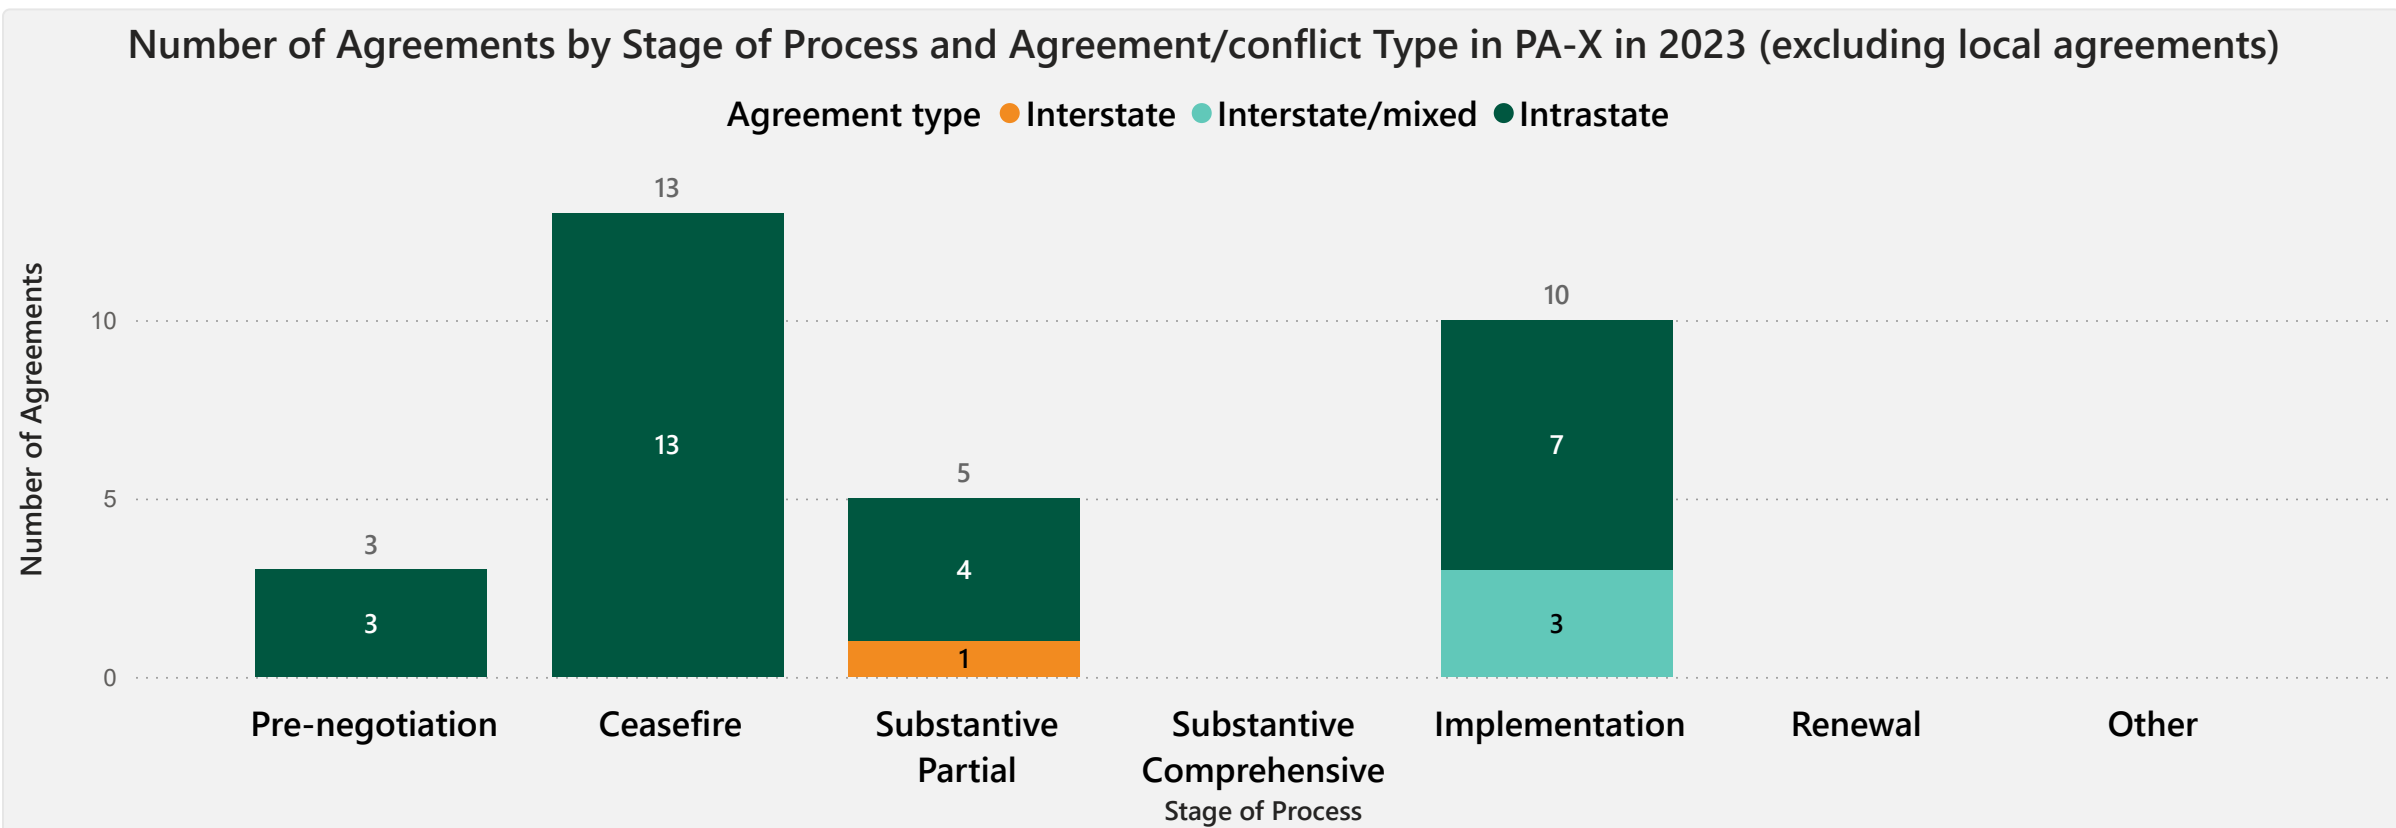 Number of Agreements by Stage of Process and Agreement/conflict Type in PA-X in 2023 (excluding local agreements)
Agreement type Interstate Interstate/mixed Intrastate
Number of Agreements
10
5
0
3
3
13
13
5
4
1
10
7
3
Pre-negotiation Ceasefire Substantive Substantive Implementation Renewal Other
Partial Comprehensive
Stage of Process